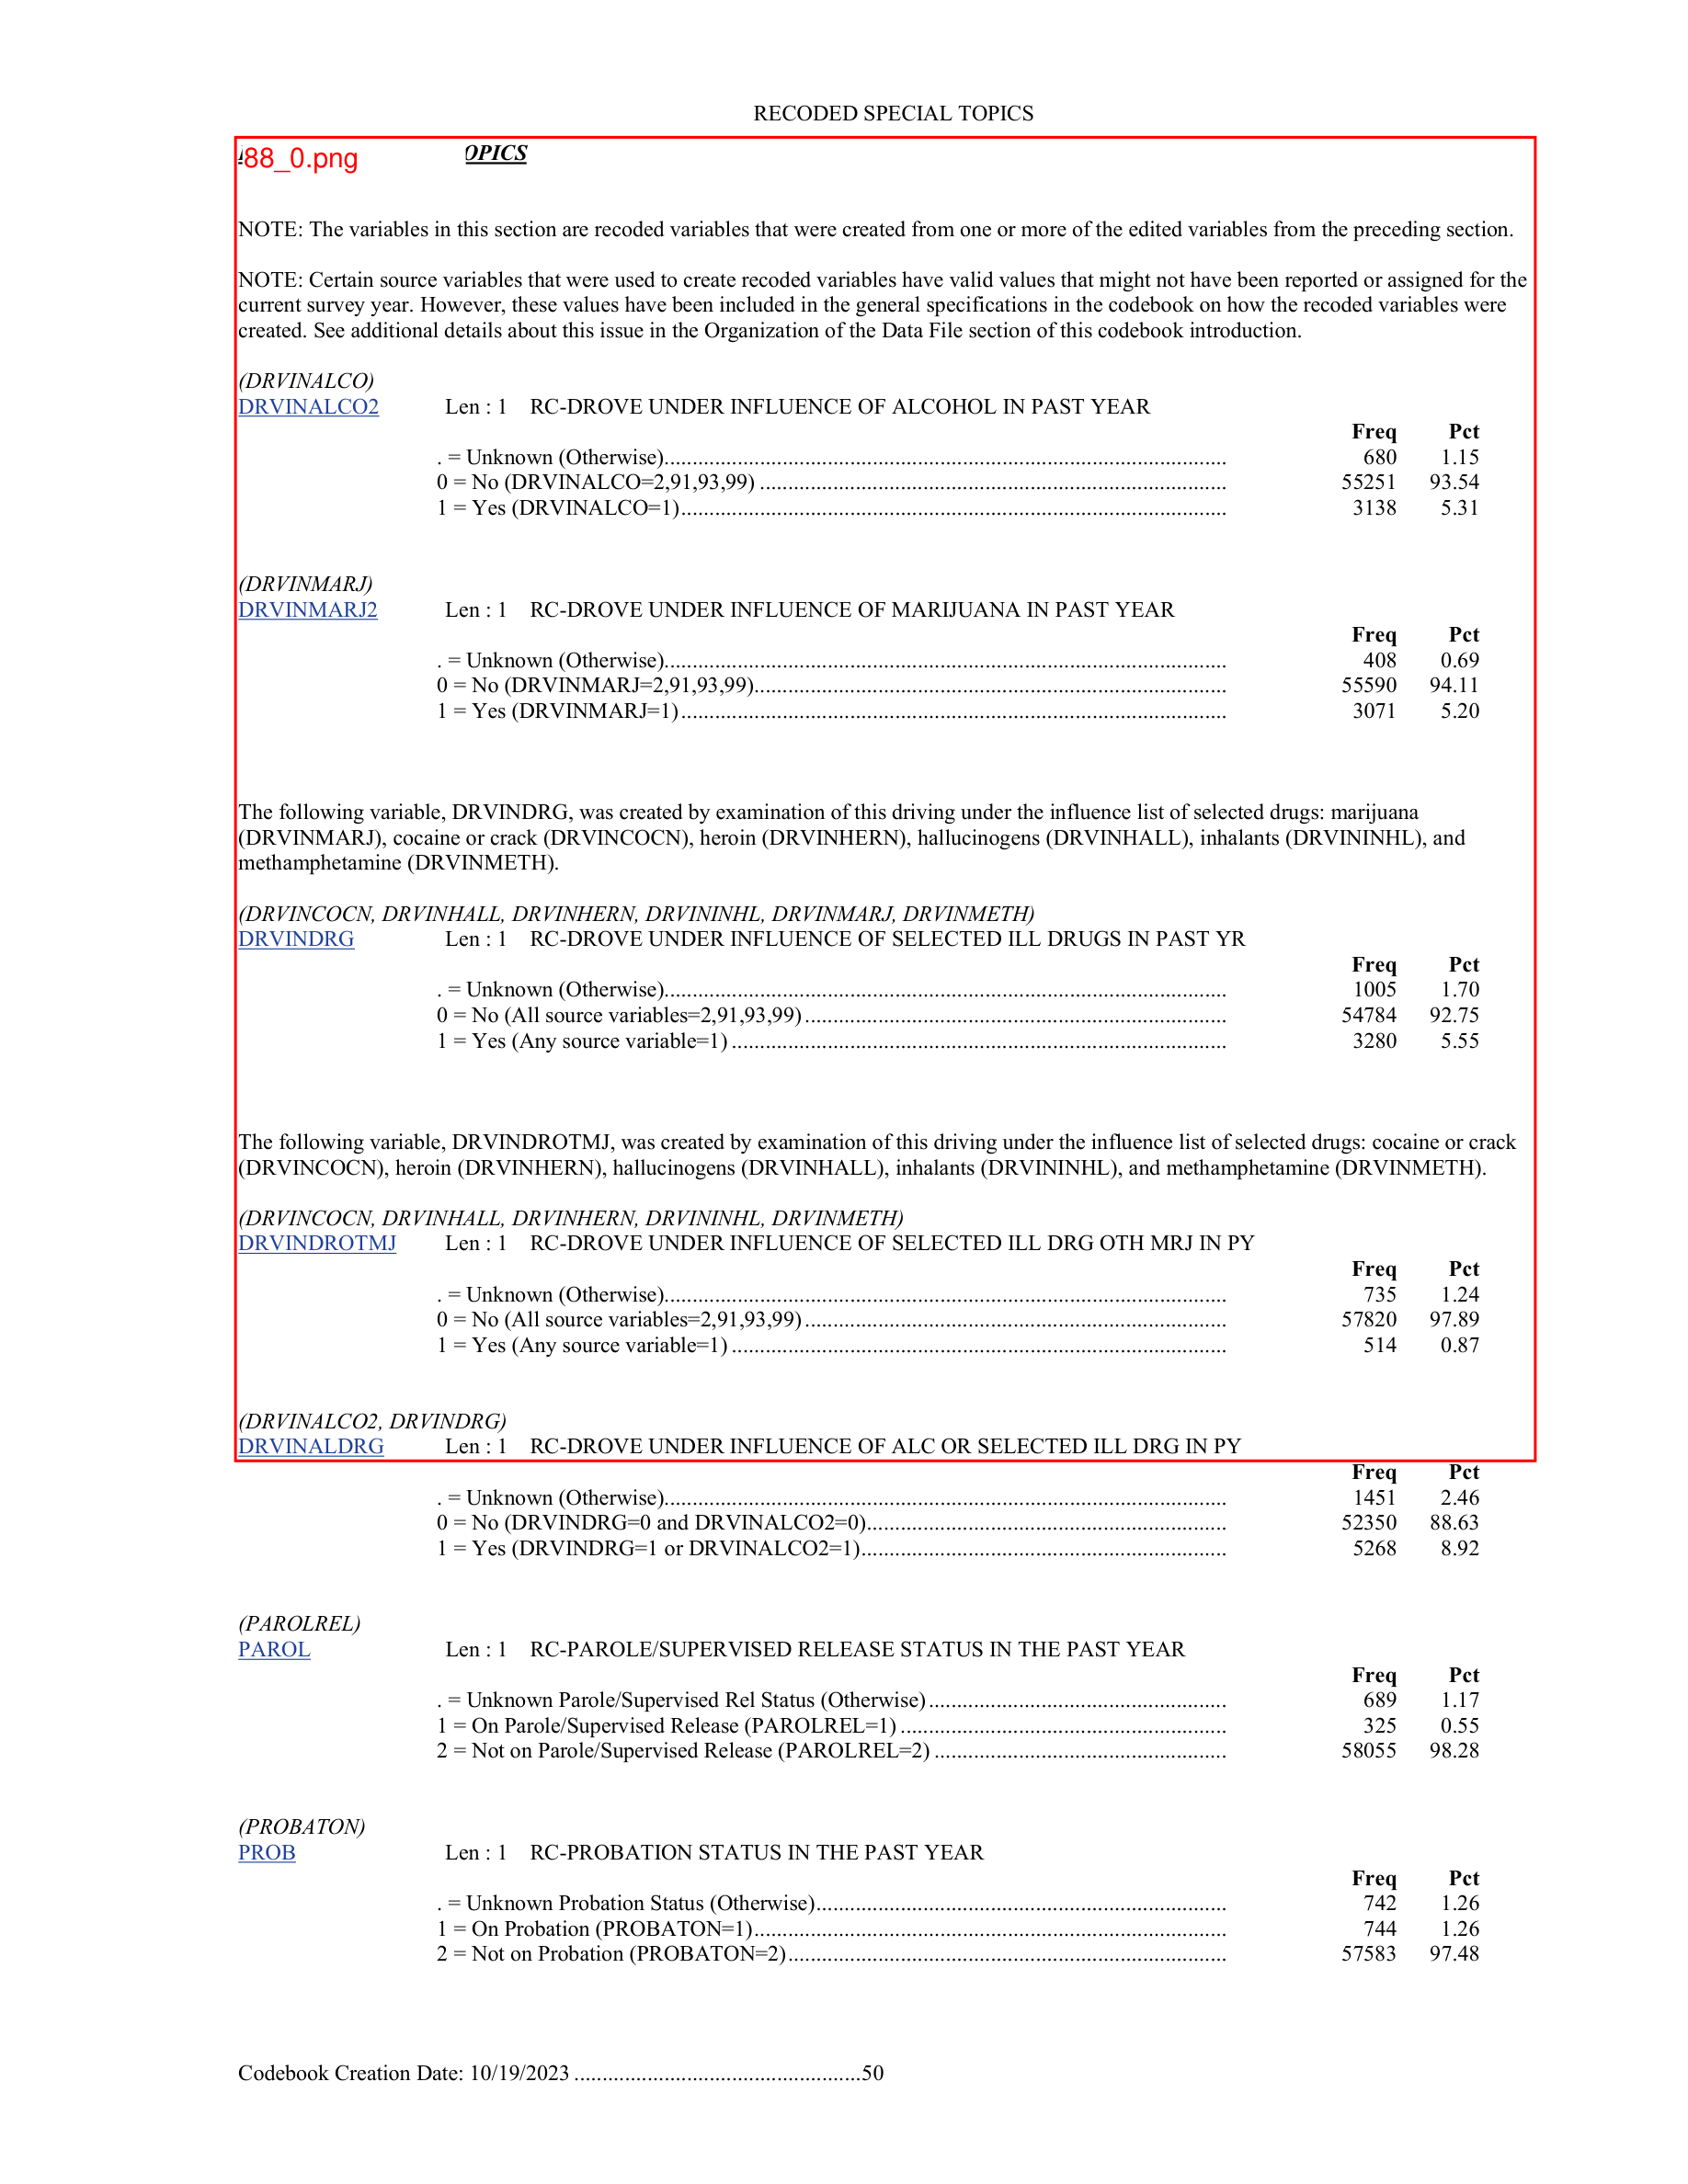 RECODED SPECIAL TOPICS
88_0.png OPICS
NOTE: The variables in this section are recoded variables that were created from one or more of the edited variables from the preceding section.
NOTE: Certain source variables that were used to create recoded variables have valid values that might not have been reported or assigned for the
current survey year. However, these values have been included in the general specifications in the codebook on how the recoded variables were
created. See additional details about this issue in the Organization of the Data File section of this codebook introduction.
(DRVINALCO)
DRVINALCO2 Len : 1 RC-DROVE UNDER INFLUENCE OF ALCOHOL IN PAST YEAR
Freq Pct
. = Unknown (Otherwise).................................................................................................... 680 1.15
0 = No (DRVINALCO=2,91,93,99) ................................................................................... 55251 93.54
1 = Yes (DRVINALCO=1)................................................................................................. 3138 5.31
(DRVINMARJ)
DRVINMARJ2 Len : 1 RC-DROVE UNDER INFLUENCE OF MARIJUANA IN PAST YEAR
Freq Pct
. = Unknown (Otherwise).................................................................................................... 408 0.69
0 = No (DRVINMARJ=2,91,93,99).................................................................................... 55590 94.11
1 = Yes (DRVINMARJ=1)................................................................................................. 3071 5.20
The following variable, DRVINDRG, was created by examination of this driving under the influence list of selected drugs: marijuana
(DRVINMARJ), cocaine or crack (DRVINCOCN), heroin (DRVINHERN), hallucinogens (DRVINHALL), inhalants (DRVININHL), and
methamphetamine (DRVINMETH).
(DRVINCOCN, DRVINHALL, DRVINHERN, DRVININHL, DRVINMARJ, DRVINMETH)
DRVINDRG Len : 1 RC-DROVE UNDER INFLUENCE OF SELECTED ILL DRUGS IN PAST YR
Freq Pct
. = Unknown (Otherwise).................................................................................................... 1005 1.70
0 = No (All source variables=2,91,93,99)........................................................................... 54784 92.75
1 = Yes (Any source variable=1) ........................................................................................ 3280 5.55
The following variable, DRVINDROTMJ, was created by examination of this driving under the influence list of selected drugs: cocaine or crack
(DRVINCOCN), heroin (DRVINHERN), hallucinogens (DRVINHALL), inhalants (DRVININHL), and methamphetamine (DRVINMETH).
(DRVINCOCN, DRVINHALL, DRVINHERN, DRVININHL, DRVINMETH)
DRVINDROTMJ Len : 1 RC-DROVE UNDER INFLUENCE OF SELECTED ILL DRG OTH MRJ IN PY
Freq Pct
. = Unknown (Otherwise).................................................................................................... 735 1.24
0 = No (All source variables=2,91,93,99)........................................................................... 57820 97.89
1 = Yes (Any source variable=1) ........................................................................................ 514 0.87
(DRVINALCO2, DRVINDRG)
DRVINALDRG Len : 1 RC-DROVE UNDER INFLUENCE OF ALC OR SELECTED ILL DRG IN PY
Freq Pct
. = Unknown (Otherwise).................................................................................................... 1451 2.46
0 = No (DRVINDRG=0 and DRVINALCO2=0)................................................................ 52350 88.63
1 = Yes (DRVINDRG=1 or DRVINALCO2=1)................................................................. 5268 8.92
(PAROLREL)
PAROL Len : 1 RC-PAROLE/SUPERVISED RELEASE STATUS IN THE PAST YEAR
Freq Pct
. = Unknown Parole/Supervised Rel Status (Otherwise)..................................................... 689 1.17
1 = On Parole/Supervised Release (PAROLREL=1) .......................................................... 325 0.55
2 = Not on Parole/Supervised Release (PAROLREL=2) .................................................... 58055 98.28
(PROBATON)
PROB Len : 1 RC-PROBATION STATUS IN THE PAST YEAR
Freq Pct
. = Unknown Probation Status (Otherwise)......................................................................... 742 1.26
1 = On Probation (PROBATON=1).................................................................................... 744 1.26
2 = Not on Probation (PROBATON=2).............................................................................. 57583 97.48
Codebook Creation Date: 10/19/2023 ...................................................50